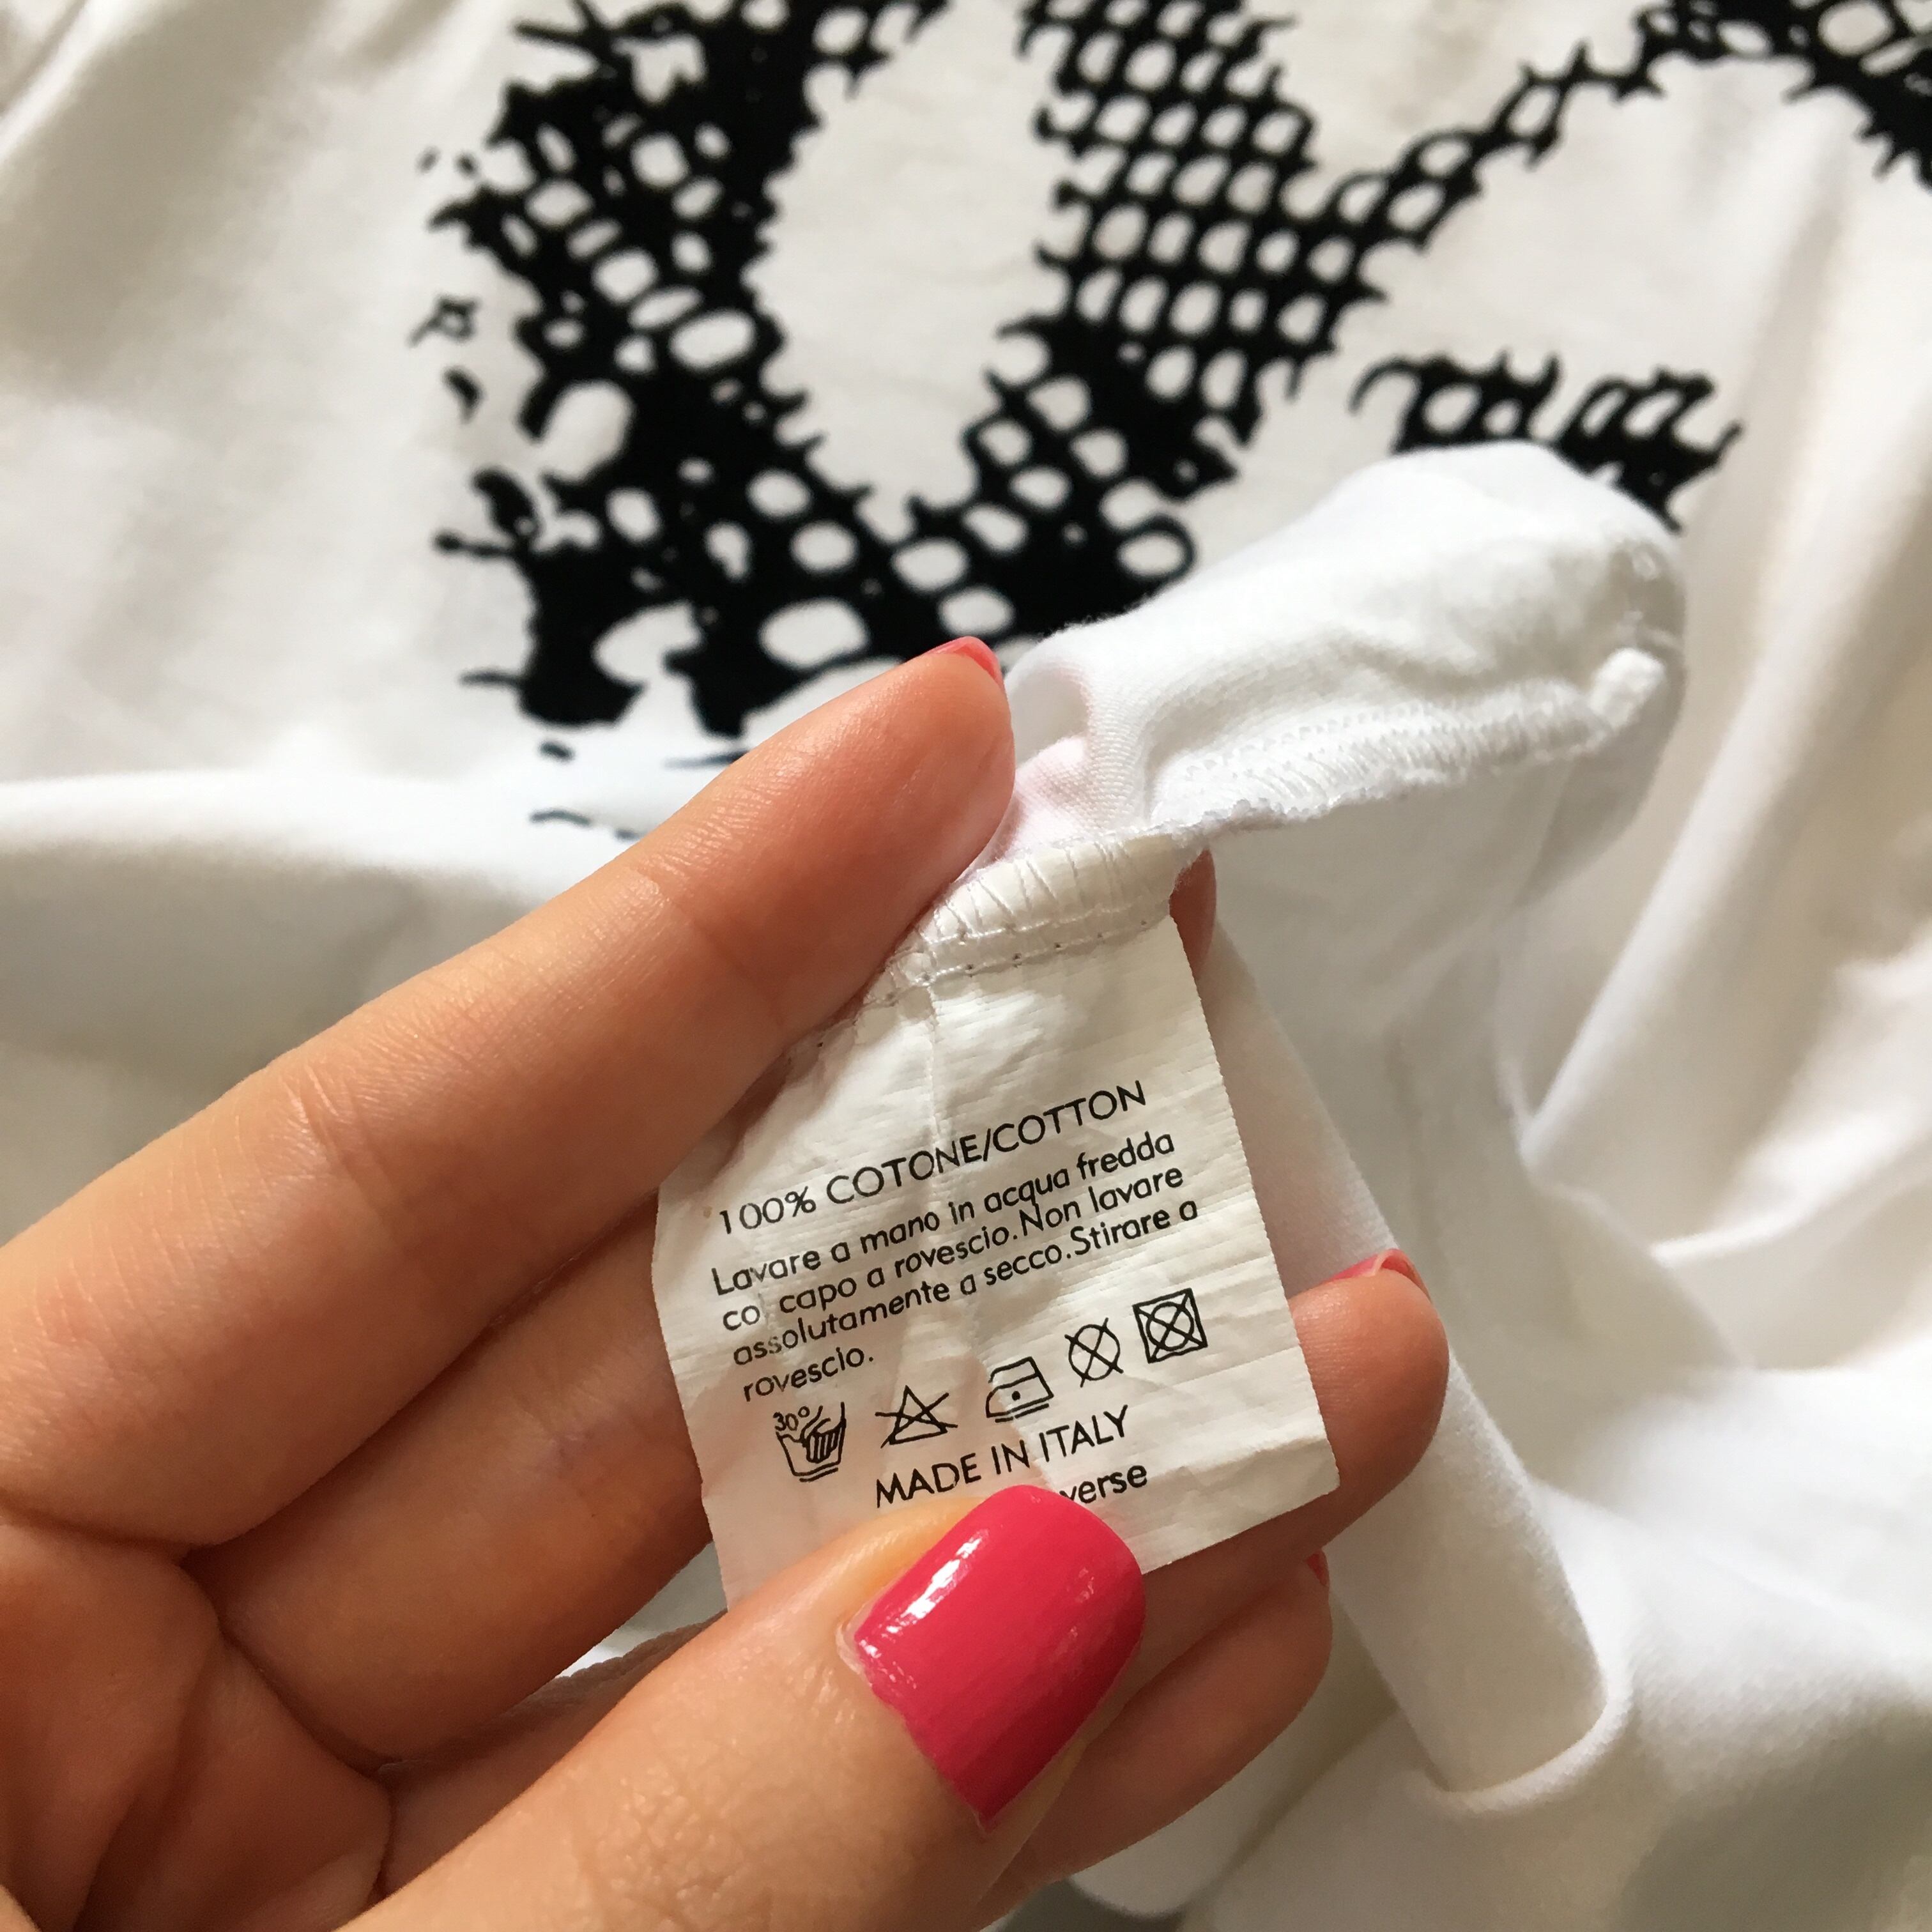 100% COTONE/COTTON
Lavare a mano in acqua fredda
col capo a rovescio.Non lavare
assolutamente a secco.Stirare a
rovescio.
30°
MADE IN ITALY